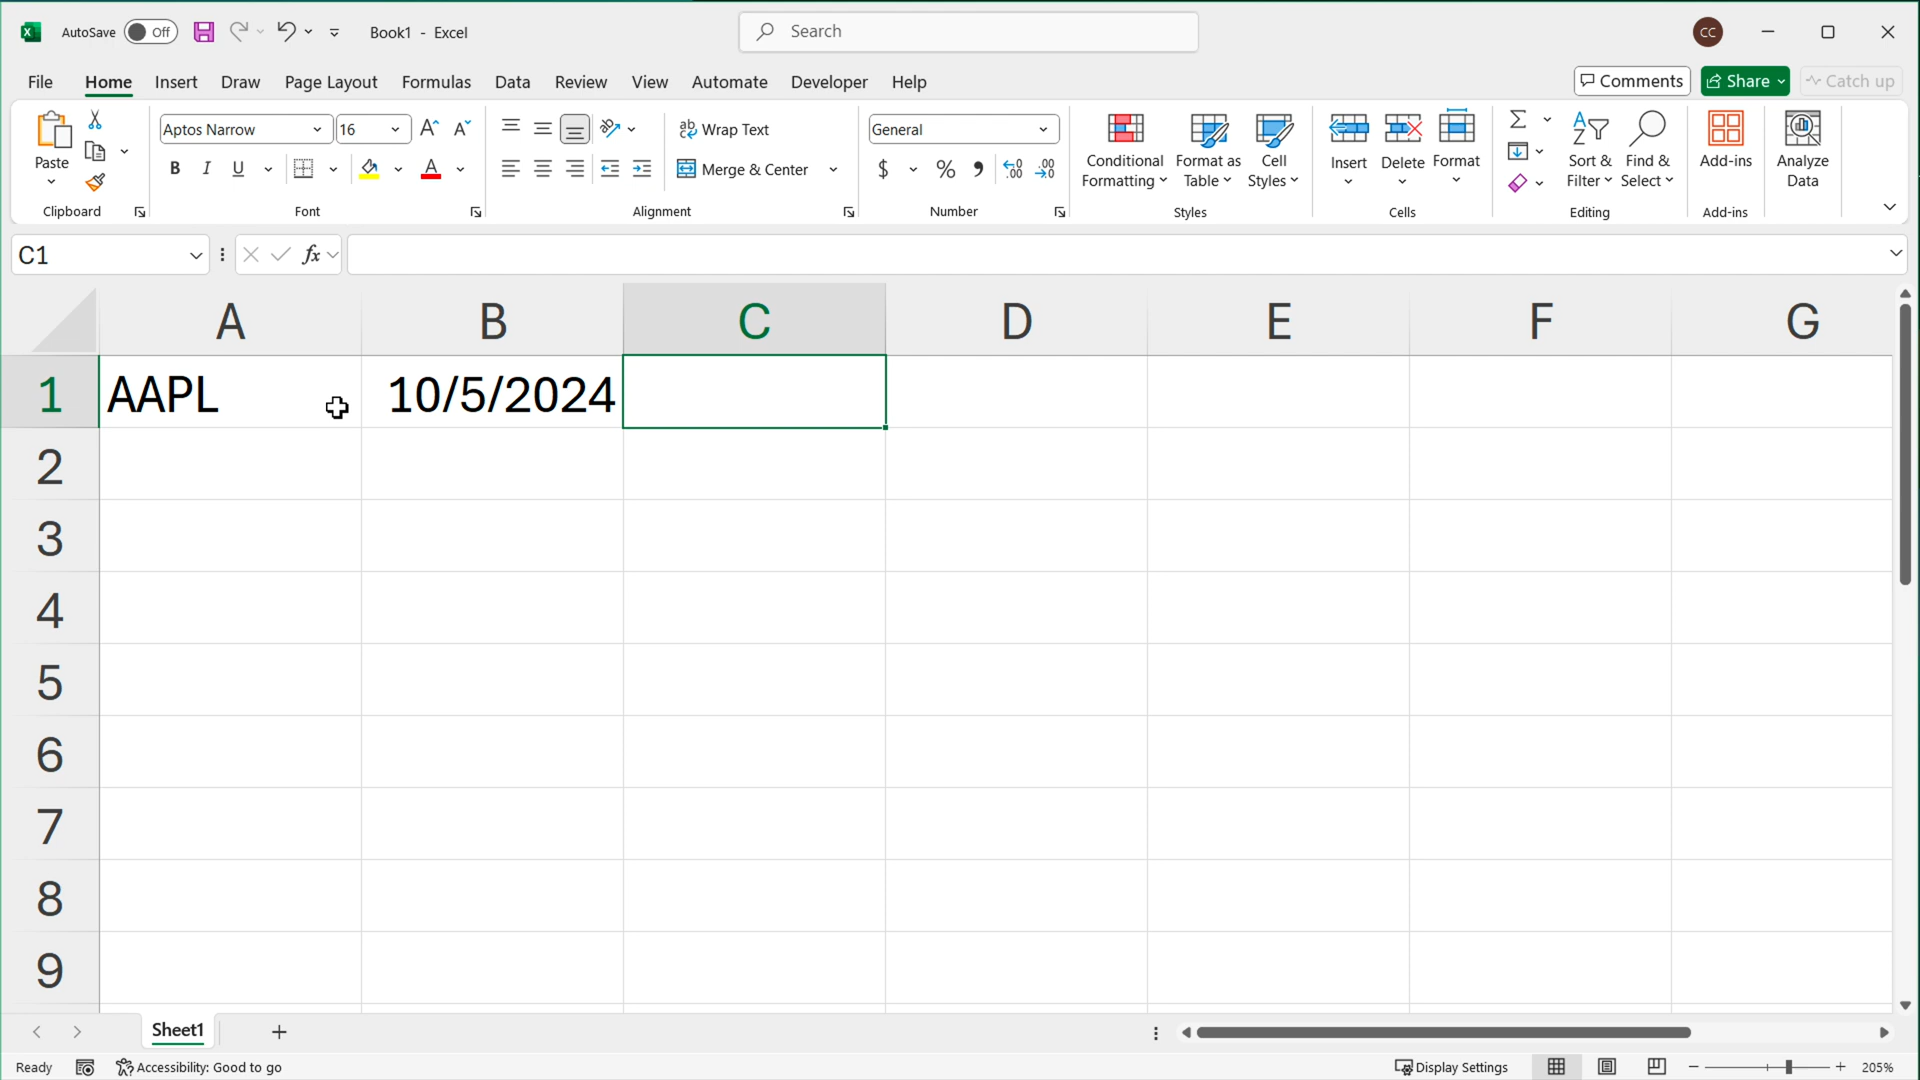 AutoSave Off Book1 - Excel Search CC
File Home Insert Draw Page Layout Formulas Data Review View Automate Developer Help Comments Share Catch up
Paste
Clipboard
Aptos Narrow 16
B I U A
Font
Wrap Text
Merge & Center
Alignment
General
$ % 9 .00
Number
Conditional Formatting
Format as Table
Cell Styles
Styles
Insert Delete Format
Cells
Sort & Filter
Find & Select
Editing
Add-ins
Add-ins
Analyze Data
C1 fx
A B C D E F G
1 AAPL 10/5/2024
2
3
4
5
6
7
8
9
Sheet1
Ready Accessibility: Good to go Display Settings 205%